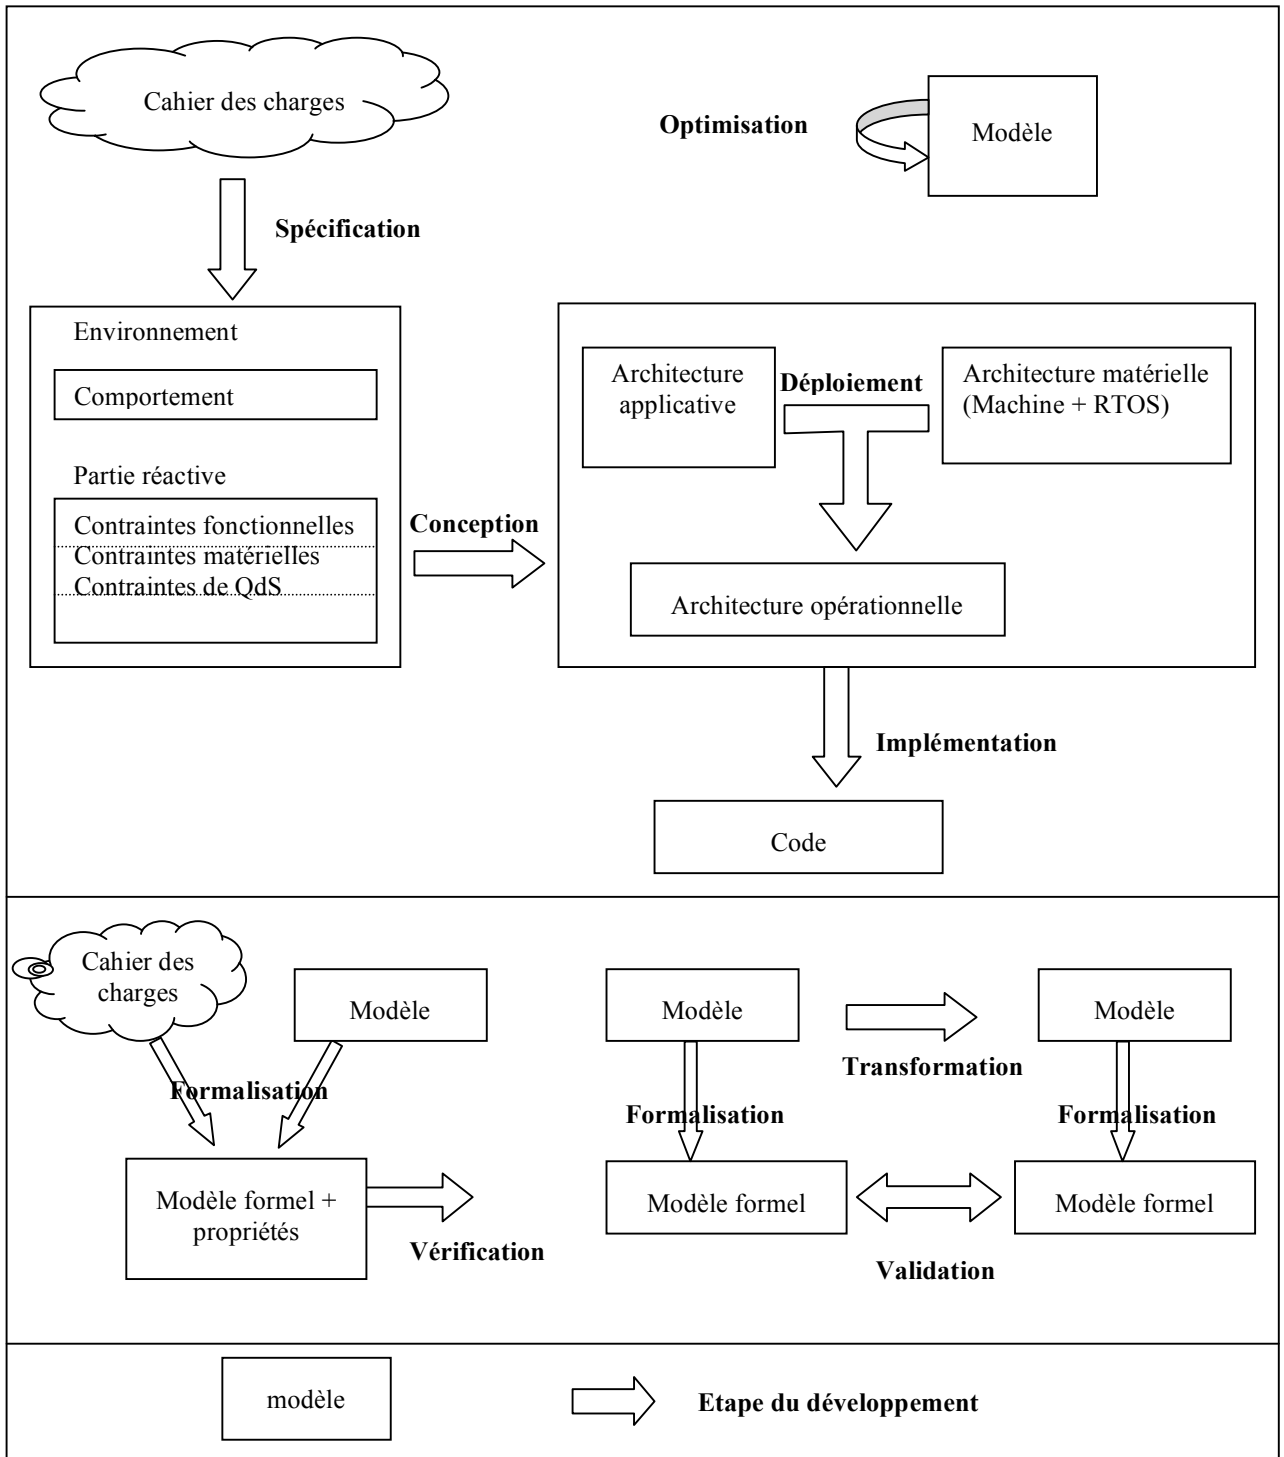 Cahier des charges
Optimisation
Modèle
Spécification
Environnement
Comportement
Partie réactive
Contraintes fonctionnelles
Contraintes matérielles
Contraintes de QdS
Conception
Architecture
applicative
Déploiement
Architecture matérielle
(Machine + RTOS)
Architecture opérationnelle
Implémentation
Code
Cahier des
charges
Modèle
Formalisation
Modèle formel +
propriétés
Vérification
Modèle
Transformation
Modèle
Formalisation
Formalisation
Modèle formel
Modèle formel
Validation
modèle
Etape du développement